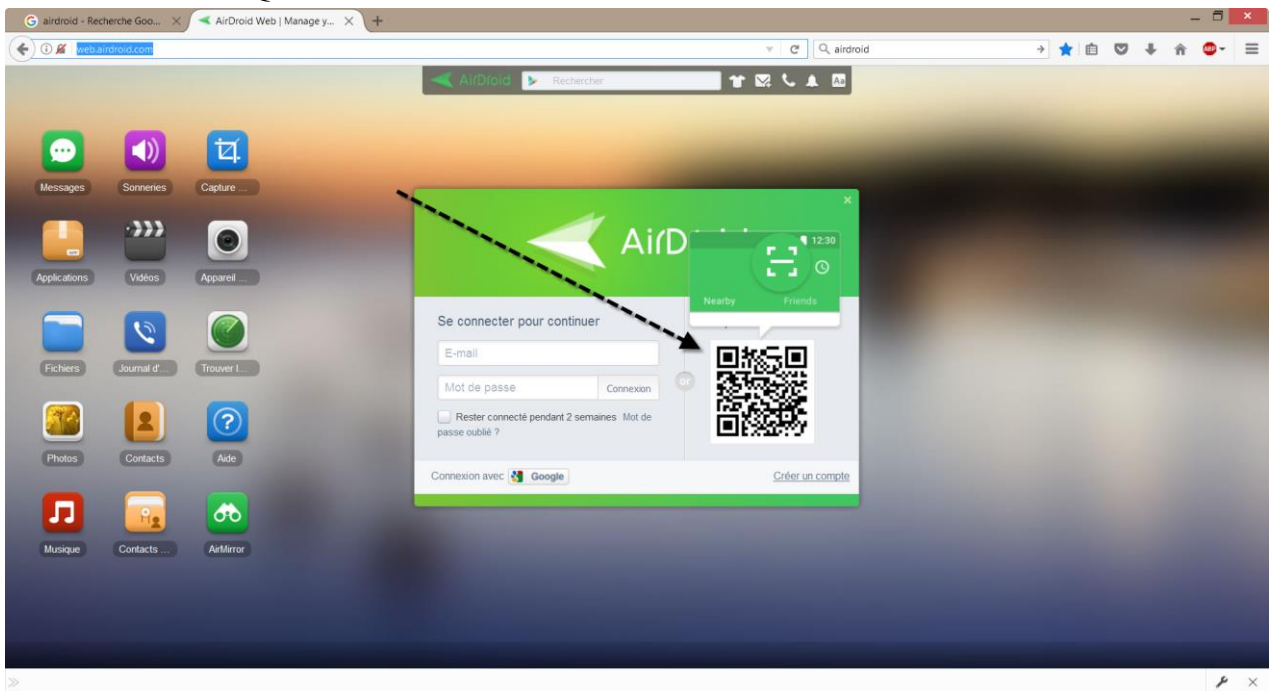 airdroid - Recherche Goo...
AirDroid Web | Manage y...
web.airdroid.com
airdroid
ABP
AirDroid
Rechercher
Aa
Messages
Sonneries
Capture ...
Applications
Vidéos
Appareil ...
Fichiers
Journal d'...
Trouver l...
Photos
Contacts
Aide
Musique
Contacts ...
AirMirror
AirD
12:30
Nearby
Friends
Se connecter pour continuer
E-mail
Mot de passe
Connexion
or
Rester connecté pendant 2 semaines Mot de
passe oublié ?
Connexion avec Google
Créer un compte